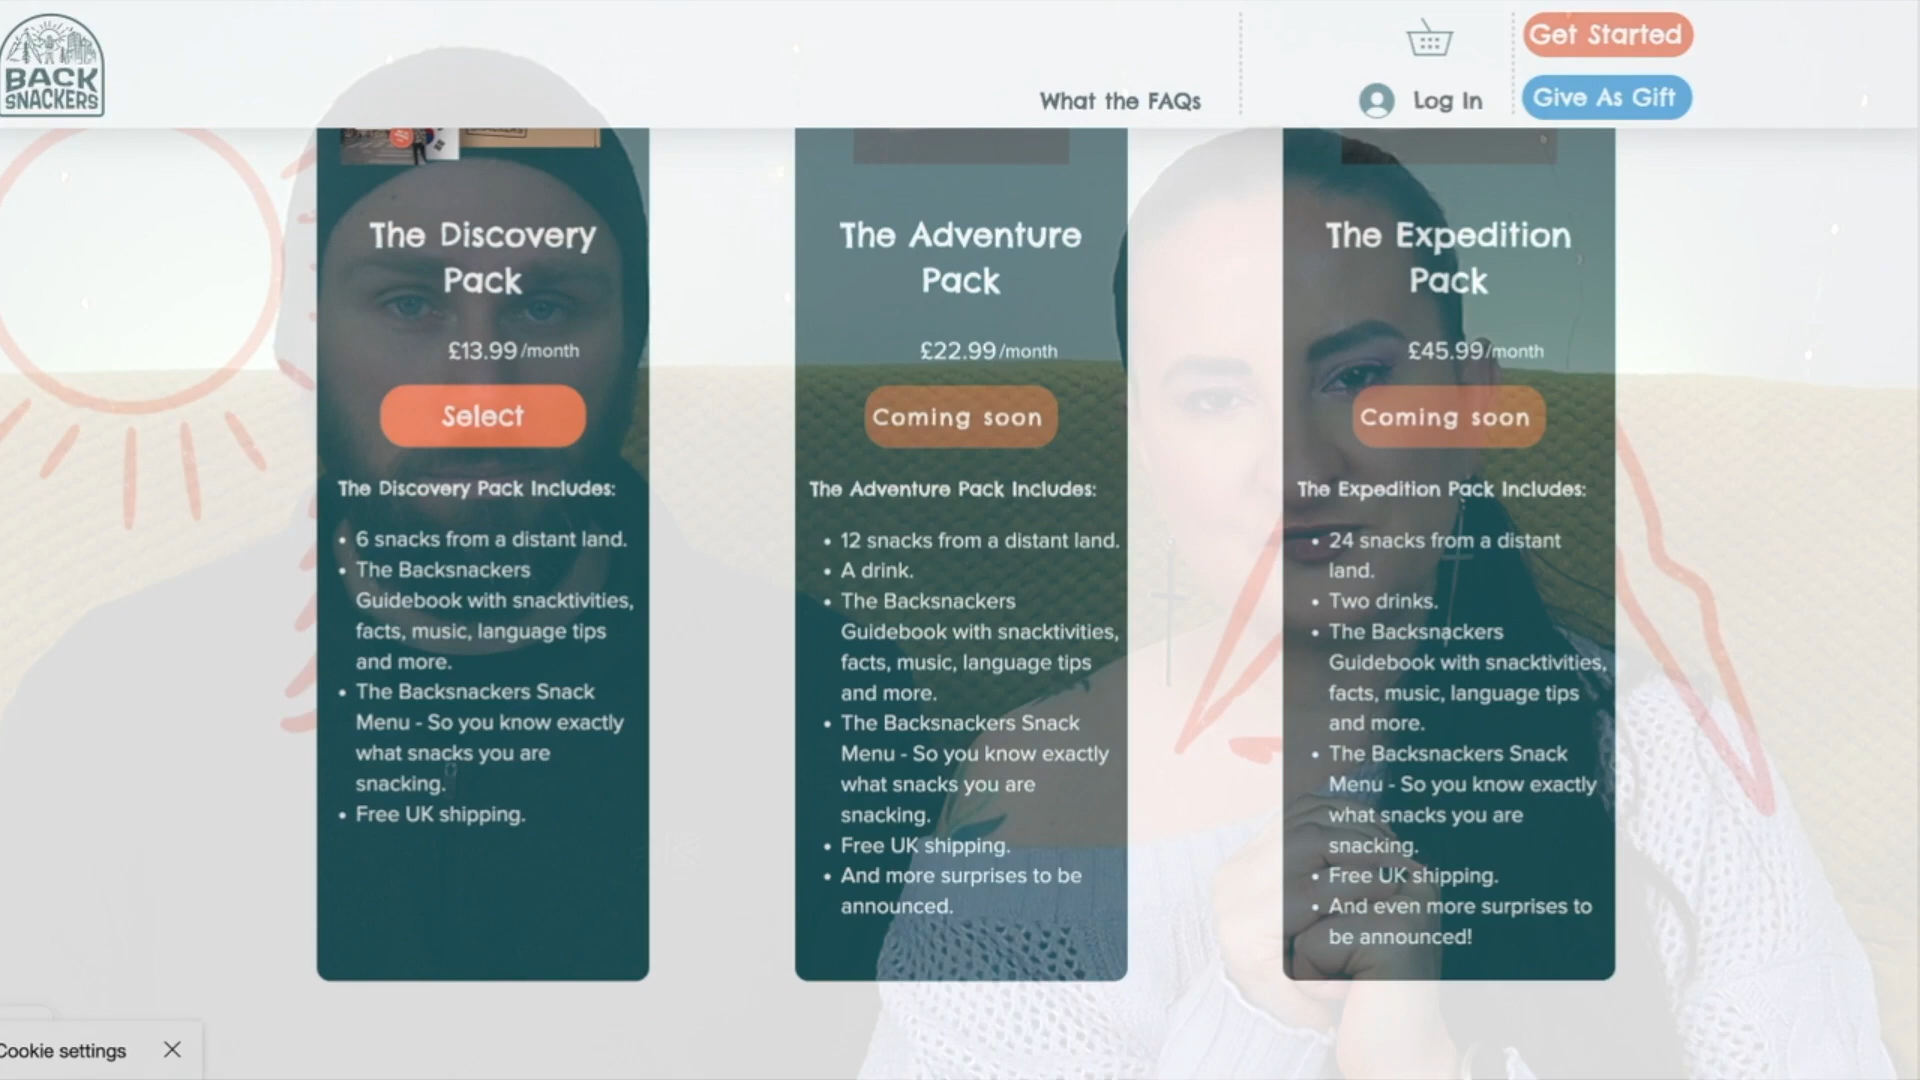 BACK
SNACKERS
What the FAQs
Log In
Get Started
Give As Gift
The Discovery
Pack
£13.99/month
Select
The Discovery Pack Includes:
• 6 snacks from a distant land.
• The Backsnackers
Guidebook with snacktivities,
facts, music, language tips
and more.
• The Backsnackers Snack
Menu - So you know exactly
what snacks you are
snacking.
• Free UK shipping.
The Adventure
Pack
£22.99/month
Coming soon
The Adventure Pack Includes:
• 12 snacks from a distant land.
• A drink.
• The Backsnackers
Guidebook with snacktivities,
facts, music, language tips
and more.
• The Backsnackers Snack
Menu - So you know exactly
what snacks you are
snacking.
• Free UK shipping.
• And more surprises to be
announced.
The Expedition
Pack
£45.99/month
Coming soon
The Expedition Pack Includes:
• 24 snacks from a distant
land.
• Two drinks.
• The Backsnackers
Guidebook with snacktivities,
facts, music, language tips
and more.
• The Backsnackers Snack
Menu - So you know exactly
what snacks you are
snacking.
• Free UK shipping.
• And even more surprises to
be announced!
Cookie settings